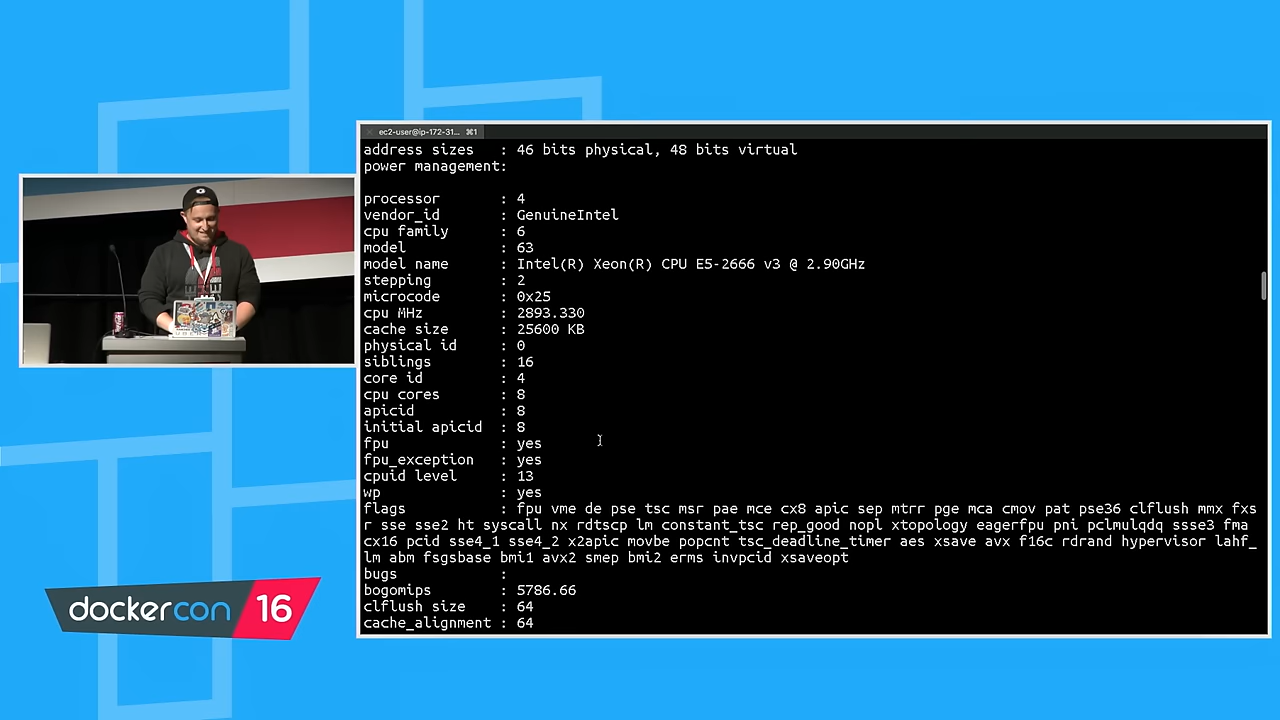 ec2-user@ip-172-31... ⌘1
address sizes : 46 bits physical, 48 bits virtual
power management:
processor : 4
vendor_id : GenuineIntel
cpu family : 6
model : 63
model name : Intel(R) Xeon(R) CPU E5-2666 v3 @ 2.90GHz
stepping : 2
microcode : 0x25
cpu MHz : 2893.330
cache size : 25600 KB
physical id : 0
siblings : 16
core id : 4
cpu cores : 8
apicid : 8
initial apicid : 8
fpu : yes
fpu_exception : yes
cpuid level : 13
wp : yes
flags : fpu vme de pse tsc msr pae mce cx8 apic sep mtrr pge mca cmov pat pse36 clflush mmx fxs
r sse sse2 ht syscall nx rdtscp lm constant_tsc rep_good nopl xtopology eagerfpu pni pclmulqdq ssse3 fma
cx16 pcid sse4_1 sse4_2 x2apic movbe popcnt tsc_deadline_timer aes xsave avx f16c rdrand hypervisor lahf_
lm abm fsgsbase bmi1 avx2 smep bmi2 erms invpcid xsaveopt
bugs :
bogomips : 5786.66
clflush size : 64
cache_alignment : 64
dockercon 16